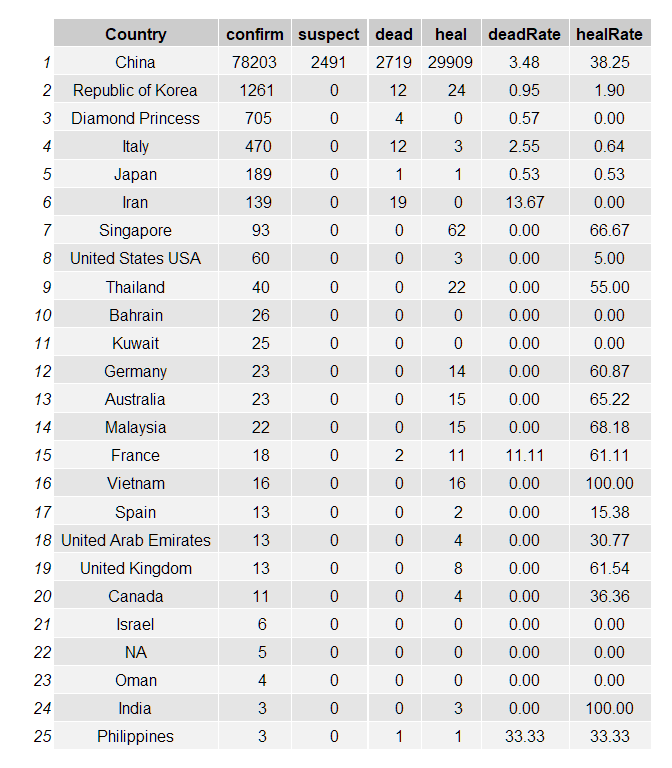 Country confirm suspect dead heal deadRate healRate
1 China 78203 2491 2719 29909 3.48 38.25
2 Republic of Korea 1261 0 12 24 0.95 1.90
3 Diamond Princess 705 0 4 0 0.57 0.00
4 Italy 470 0 12 3 2.55 0.64
5 Japan 189 0 1 1 0.53 0.53
6 Iran 139 0 19 0 13.67 0.00
7 Singapore 93 0 0 62 0.00 66.67
8 United States USA 60 0 0 3 0.00 5.00
9 Thailand 40 0 0 22 0.00 55.00
10 Bahrain 26 0 0 0 0.00 0.00
11 Kuwait 25 0 0 0 0.00 0.00
12 Germany 23 0 0 14 0.00 60.87
13 Australia 23 0 0 15 0.00 65.22
14 Malaysia 22 0 0 15 0.00 68.18
15 France 18 0 2 11 11.11 61.11
16 Vietnam 16 0 0 16 0.00 100.00
17 Spain 13 0 0 2 0.00 15.38
18 United Arab Emirates 13 0 0 4 0.00 30.77
19 United Kingdom 13 0 0 8 0.00 61.54
20 Canada 11 0 0 4 0.00 36.36
21 Israel 6 0 0 0 0.00 0.00
22 NA 5 0 0 0 0.00 0.00
23 Oman 4 0 0 0 0.00 0.00
24 India 3 0 0 3 0.00 100.00
25 Philippines 3 0 1 1 33.33 33.33